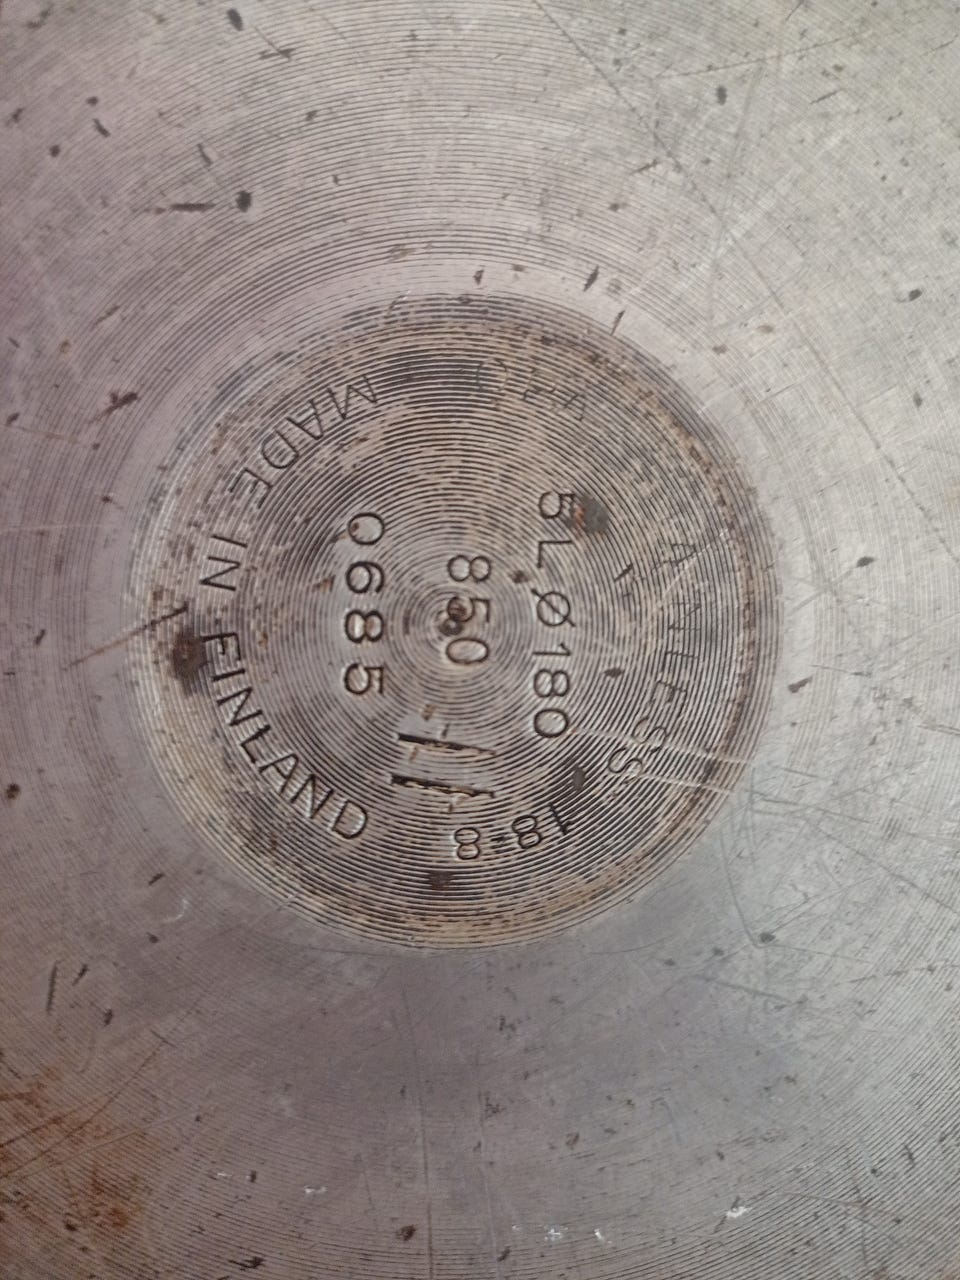 STAINLESS 18-8
5L Ø180
850
0685
MADE IN FINLAND